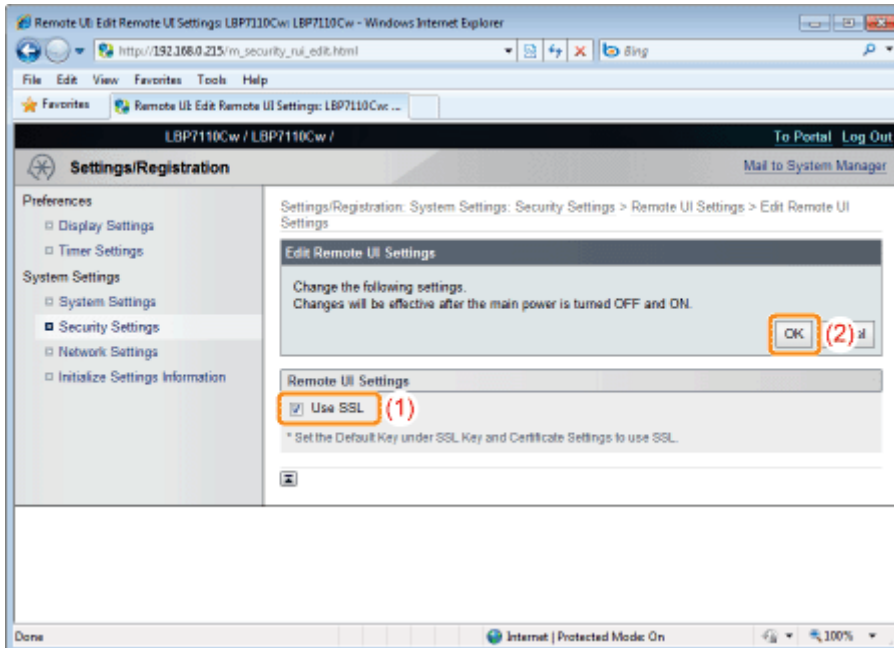 Remote UI: Edit Remote UI Settings: LBP7110Cw: LBP7110Cw - Windows Internet Explorer
http://192.168.0.215/m_security_rui_edit.html
Bing
File Edit View Favorites Tools Help
Favorites
Remote UI: Edit Remote UI Settings: LBP7110Cw: ...
LBP7110Cw / LBP7110Cw /
To Portal Log Out
Settings/Registration
Mail to System Manager
Preferences
Display Settings
Timer Settings
System Settings
System Settings
Security Settings
Network Settings
Initialize Settings Information
Settings/Registration: System Settings: Security Settings > Remote UI Settings > Edit Remote UI
Settings
Edit Remote UI Settings
Change the following settings.
Changes will be effective after the main power is turned OFF and ON.
OK (2)
Remote UI Settings
Use SSL (1)
* Set the Default Key under SSL Key and Certificate Settings to use SSL.
Done
Internet | Protected Mode: On
100%